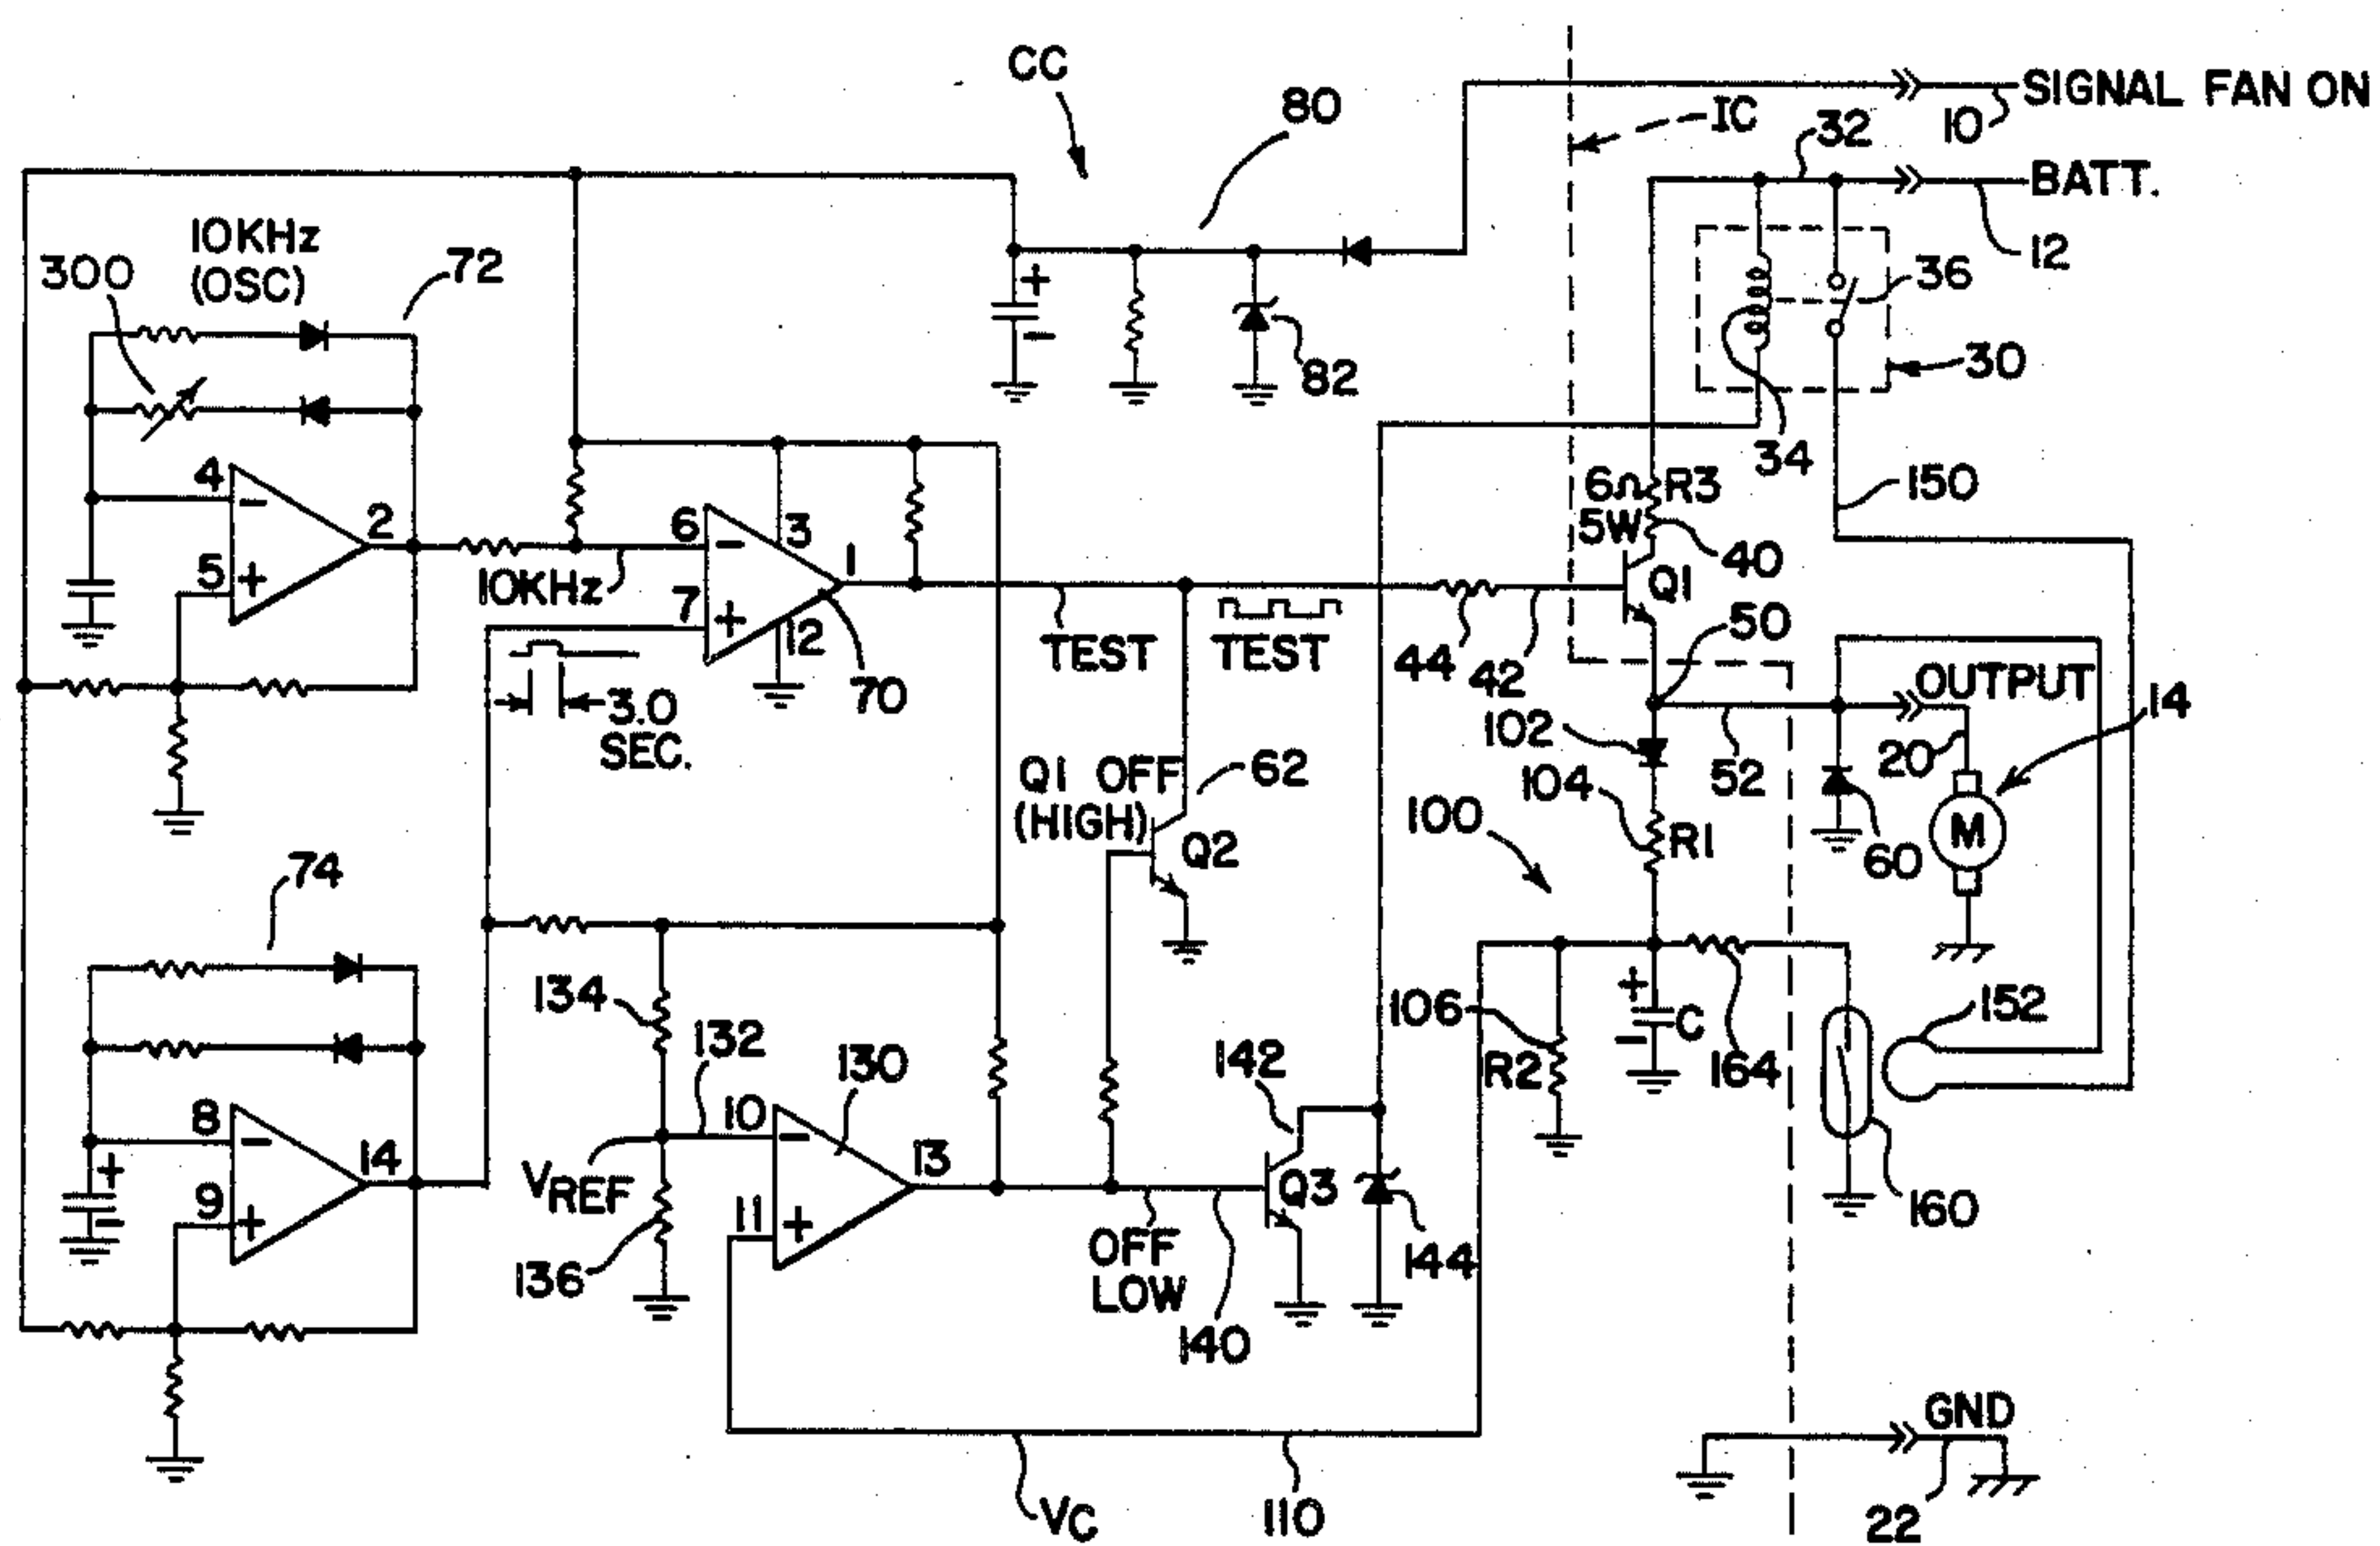 CC
80
SIGNAL FAN ON
IC
32
10
BATT.
10KHz
(OSC)
300
72
12
36
82
30
34
4
-
5
+
2
6
-
3
7
+
12
1
10KHz
70
3.0
SEC.
TEST
TEST
6Ω R3
5W
40
150
Q1
44
42
50
OUTPUT
14
102
52
20
104
R1
100
60
M
Q1 OFF
(HIGH)
62
Q2
74
134
132
130
10
-
11
+
13
VREF
136
8
-
9
+
14
+
-
142
Q3
OFF
LOW
140
144
106
R2
+
C
-
164
152
160
VC
110
GND
22
+
-